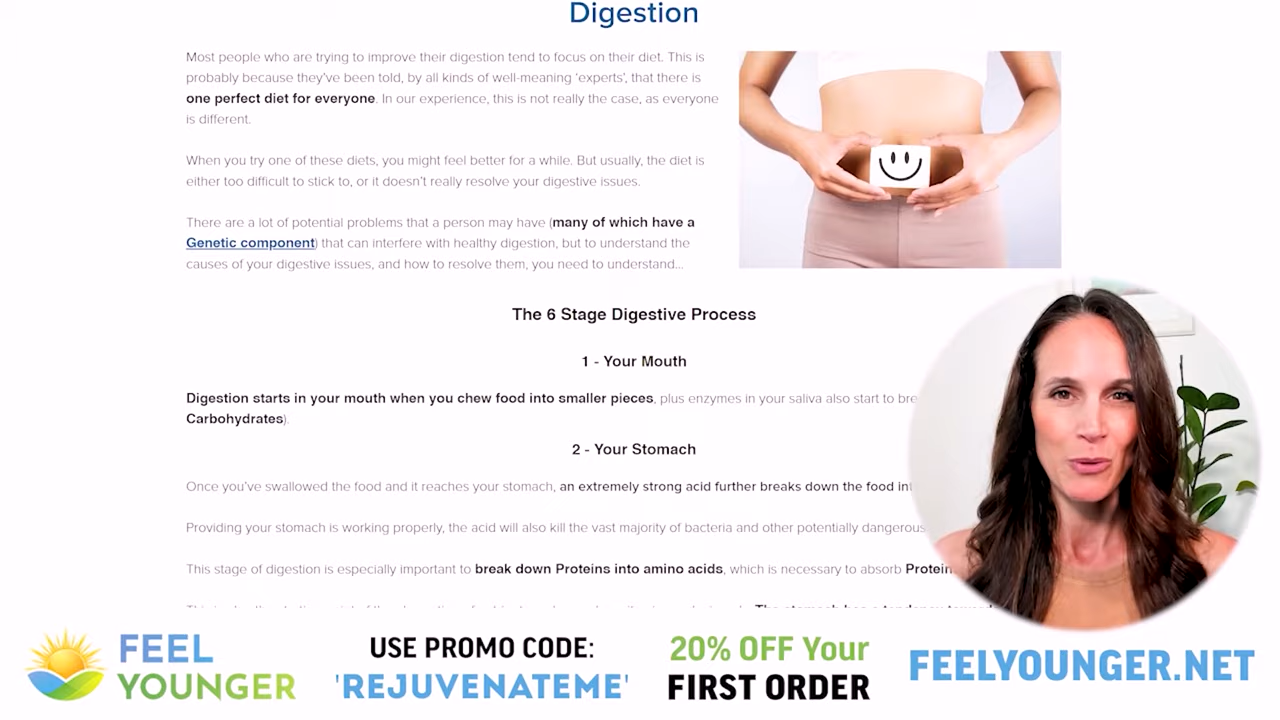 Digestion
Most people who are trying to improve their digestion tend to focus on their diet. This is
probably because they've been told, by all kinds of well-meaning 'experts', that there is
one perfect diet for everyone. In our experience, this is not really the case, as everyone
is different.
When you try one of these diets, you might feel better for a while. But usually, the diet is
either too difficult to stick to, or it doesn't really resolve your digestive issues.
There are a lot of potential problems that a person may have (many of which have a
Genetic component) that can interfere with healthy digestion, but to understand the
causes of your digestive issues, and how to resolve them, you need to understand...
The 6 Stage Digestive Process
1 - Your Mouth
Digestion starts in your mouth when you chew food into smaller pieces, plus enzymes in your saliva also start to bre
Carbohydrates).
2 - Your Stomach
Once you've swallowed the food and it reaches your stomach, an extremely strong acid further breaks down the food in
Providing your stomach is working properly, the acid will also kill the vast majority of bacteria and other potentially dangerous
This stage of digestion is especially important to break down Proteins into amino acids, which is necessary to absorb Protein
FEEL
YOUNGER
USE PROMO CODE:
'REJUVENATEME'
20% OFF Your
FIRST ORDER
FEELYOUNGER.NET